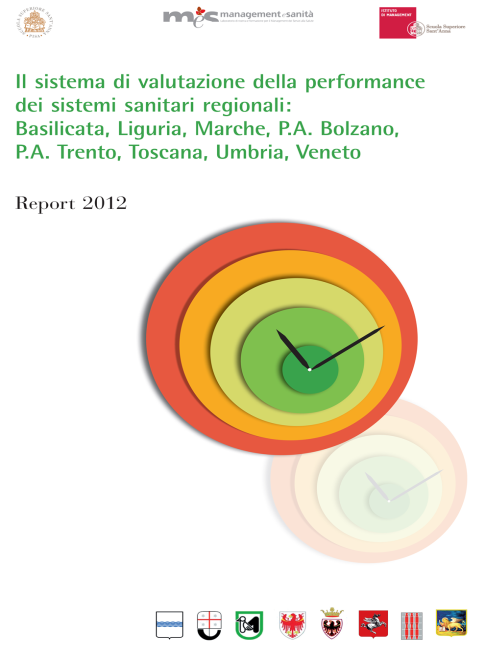 mes management e sanità
ISTITUTO
DI MANAGEMENT
Scuola Superiore
Sant'Anna
Il sistema di valutazione della performance
dei sistemi sanitari regionali:
Basilicata, Liguria, Marche, P.A. Bolzano,
P.A. Trento, Toscana, Umbria, Veneto
Report 2012